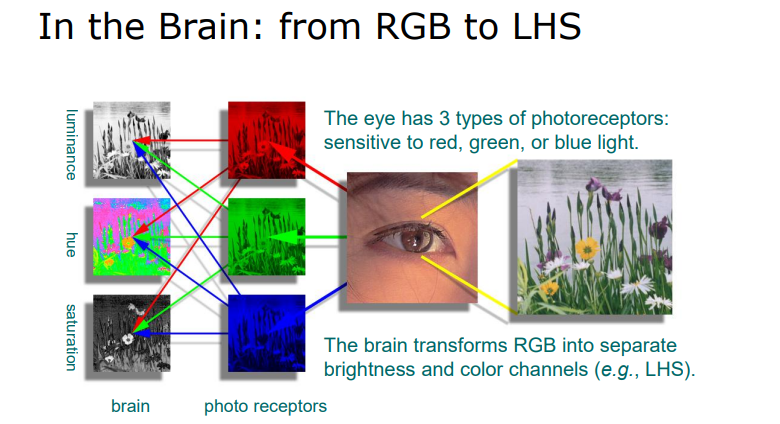 In the Brain: from RGB to LHS
The eye has 3 types of photoreceptors:
sensitive to red, green, or blue light.
luminance
hue
saturation
The brain transforms RGB into separate
brightness and color channels (e.g., LHS).
brain
photo receptors